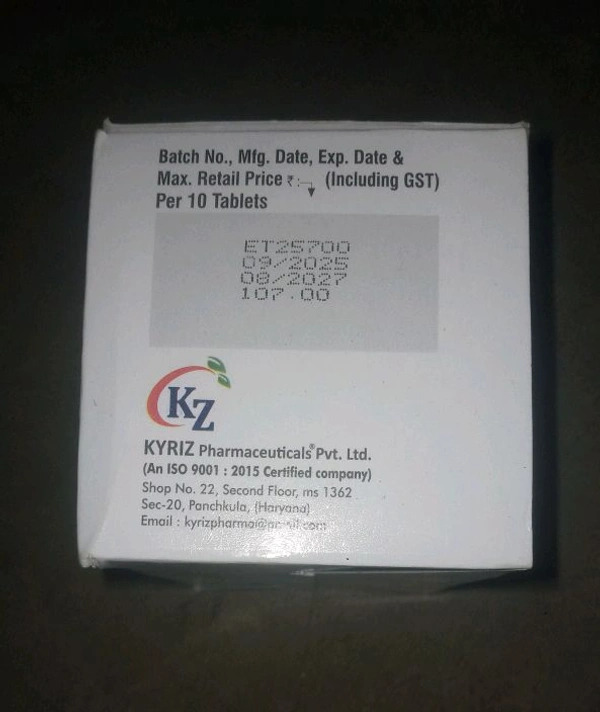 Batch No., Mfg. Date, Exp. Date &
Max. Retail Price ₹ :- (Including GST)
Per 10 Tablets
ET25700
09/2025
08/2027
107.00
KZ
KYRIZ Pharmaceuticals® Pvt. Ltd.
(An ISO 9001 : 2015 Certified company)
Shop No. 22, Second Floor, ms 1362
Sec-20, Panchkula, (Haryana)
Email :